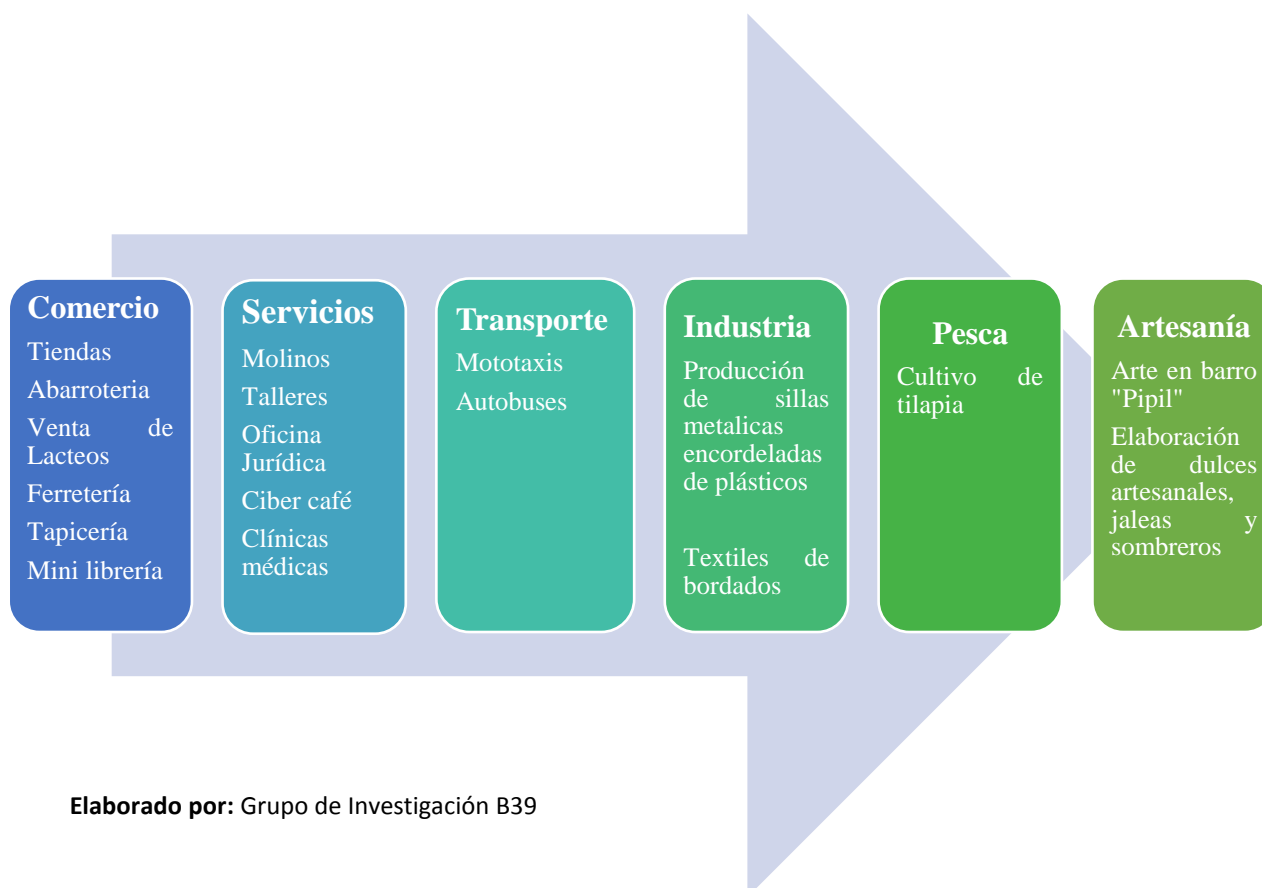 Comercio
Tiendas
Abarroteria
Venta de
Lacteos
Ferretería
Tapicería
Mini librería
Servicios
Molinos
Talleres
Oficina
Jurídica
Ciber café
Clínicas
médicas
Transporte
Mototaxis
Autobuses
Industria
Producción
de sillas
metalicas
encordeladas
de plásticos
Textiles de
bordados
Pesca
Cultivo de
tilapia
Artesanía
Arte en barro
"Pipil"
Elaboración
de dulces
artesanales,
jaleas y
sombreros
Elaborado por: Grupo de Investigación B39